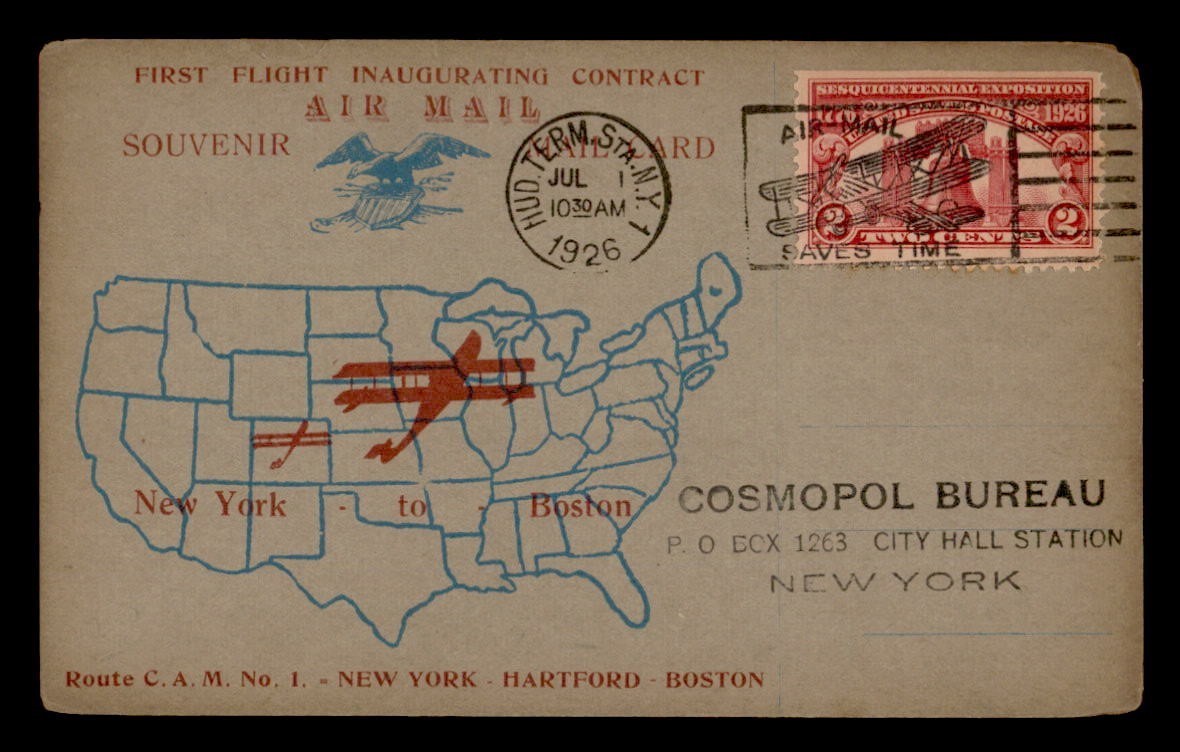 FIRST FLIGHT INAUGURATING CONTRACT
AIR MAIL
SOUVENIR MAIL CARD
HUD. TERM. STA. N.Y. 1
JUL 1
10 30 AM
1926
SESQUICENTENNIAL EXPOSITION
1926
2 TWO CENTS 2
AIR MAIL
SAVES TIME
New York - to - Boston
COSMOPOL BUREAU
P. O BOX 1263 CITY HALL STATION
NEW YORK
Route C. A. M. No. 1. = NEW YORK - HARTFORD - BOSTON